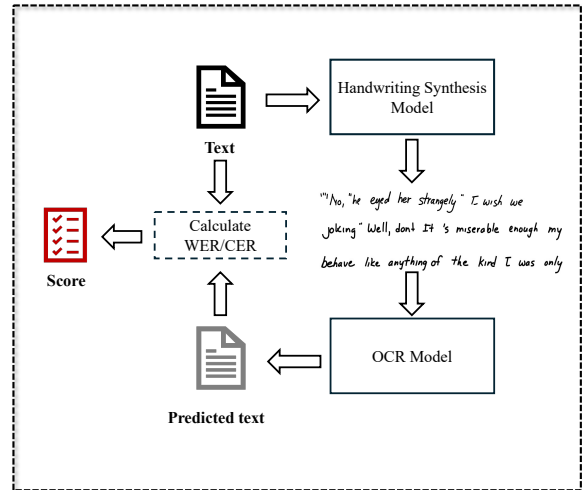 Handwriting Synthesis
Model
Text
"'No, "he eyed her strangely" I wish we
joking" Well, dont It 's miserable enough my
behave like anything of the kind I was only
Calculate
WER/CER
Score
OCR Model
Predicted text